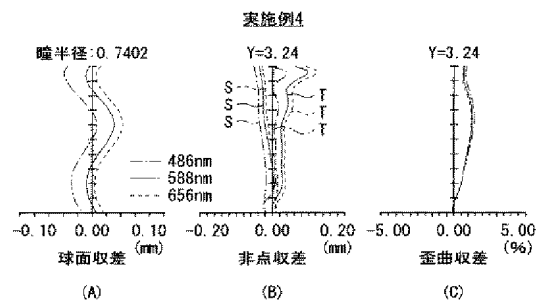 実施例4
瞳半径:0.7402
Y=3.24
Y=3.24
S
S
S
T
T
T
486nm
588nm
656nm
-0.10 0.00 0.10
(mm)
-0.20 0.00 0.20
(mm)
-5.00 0.00 5.00
(%)
球面収差
非点収差
歪曲収差
(A)
(B)
(C)